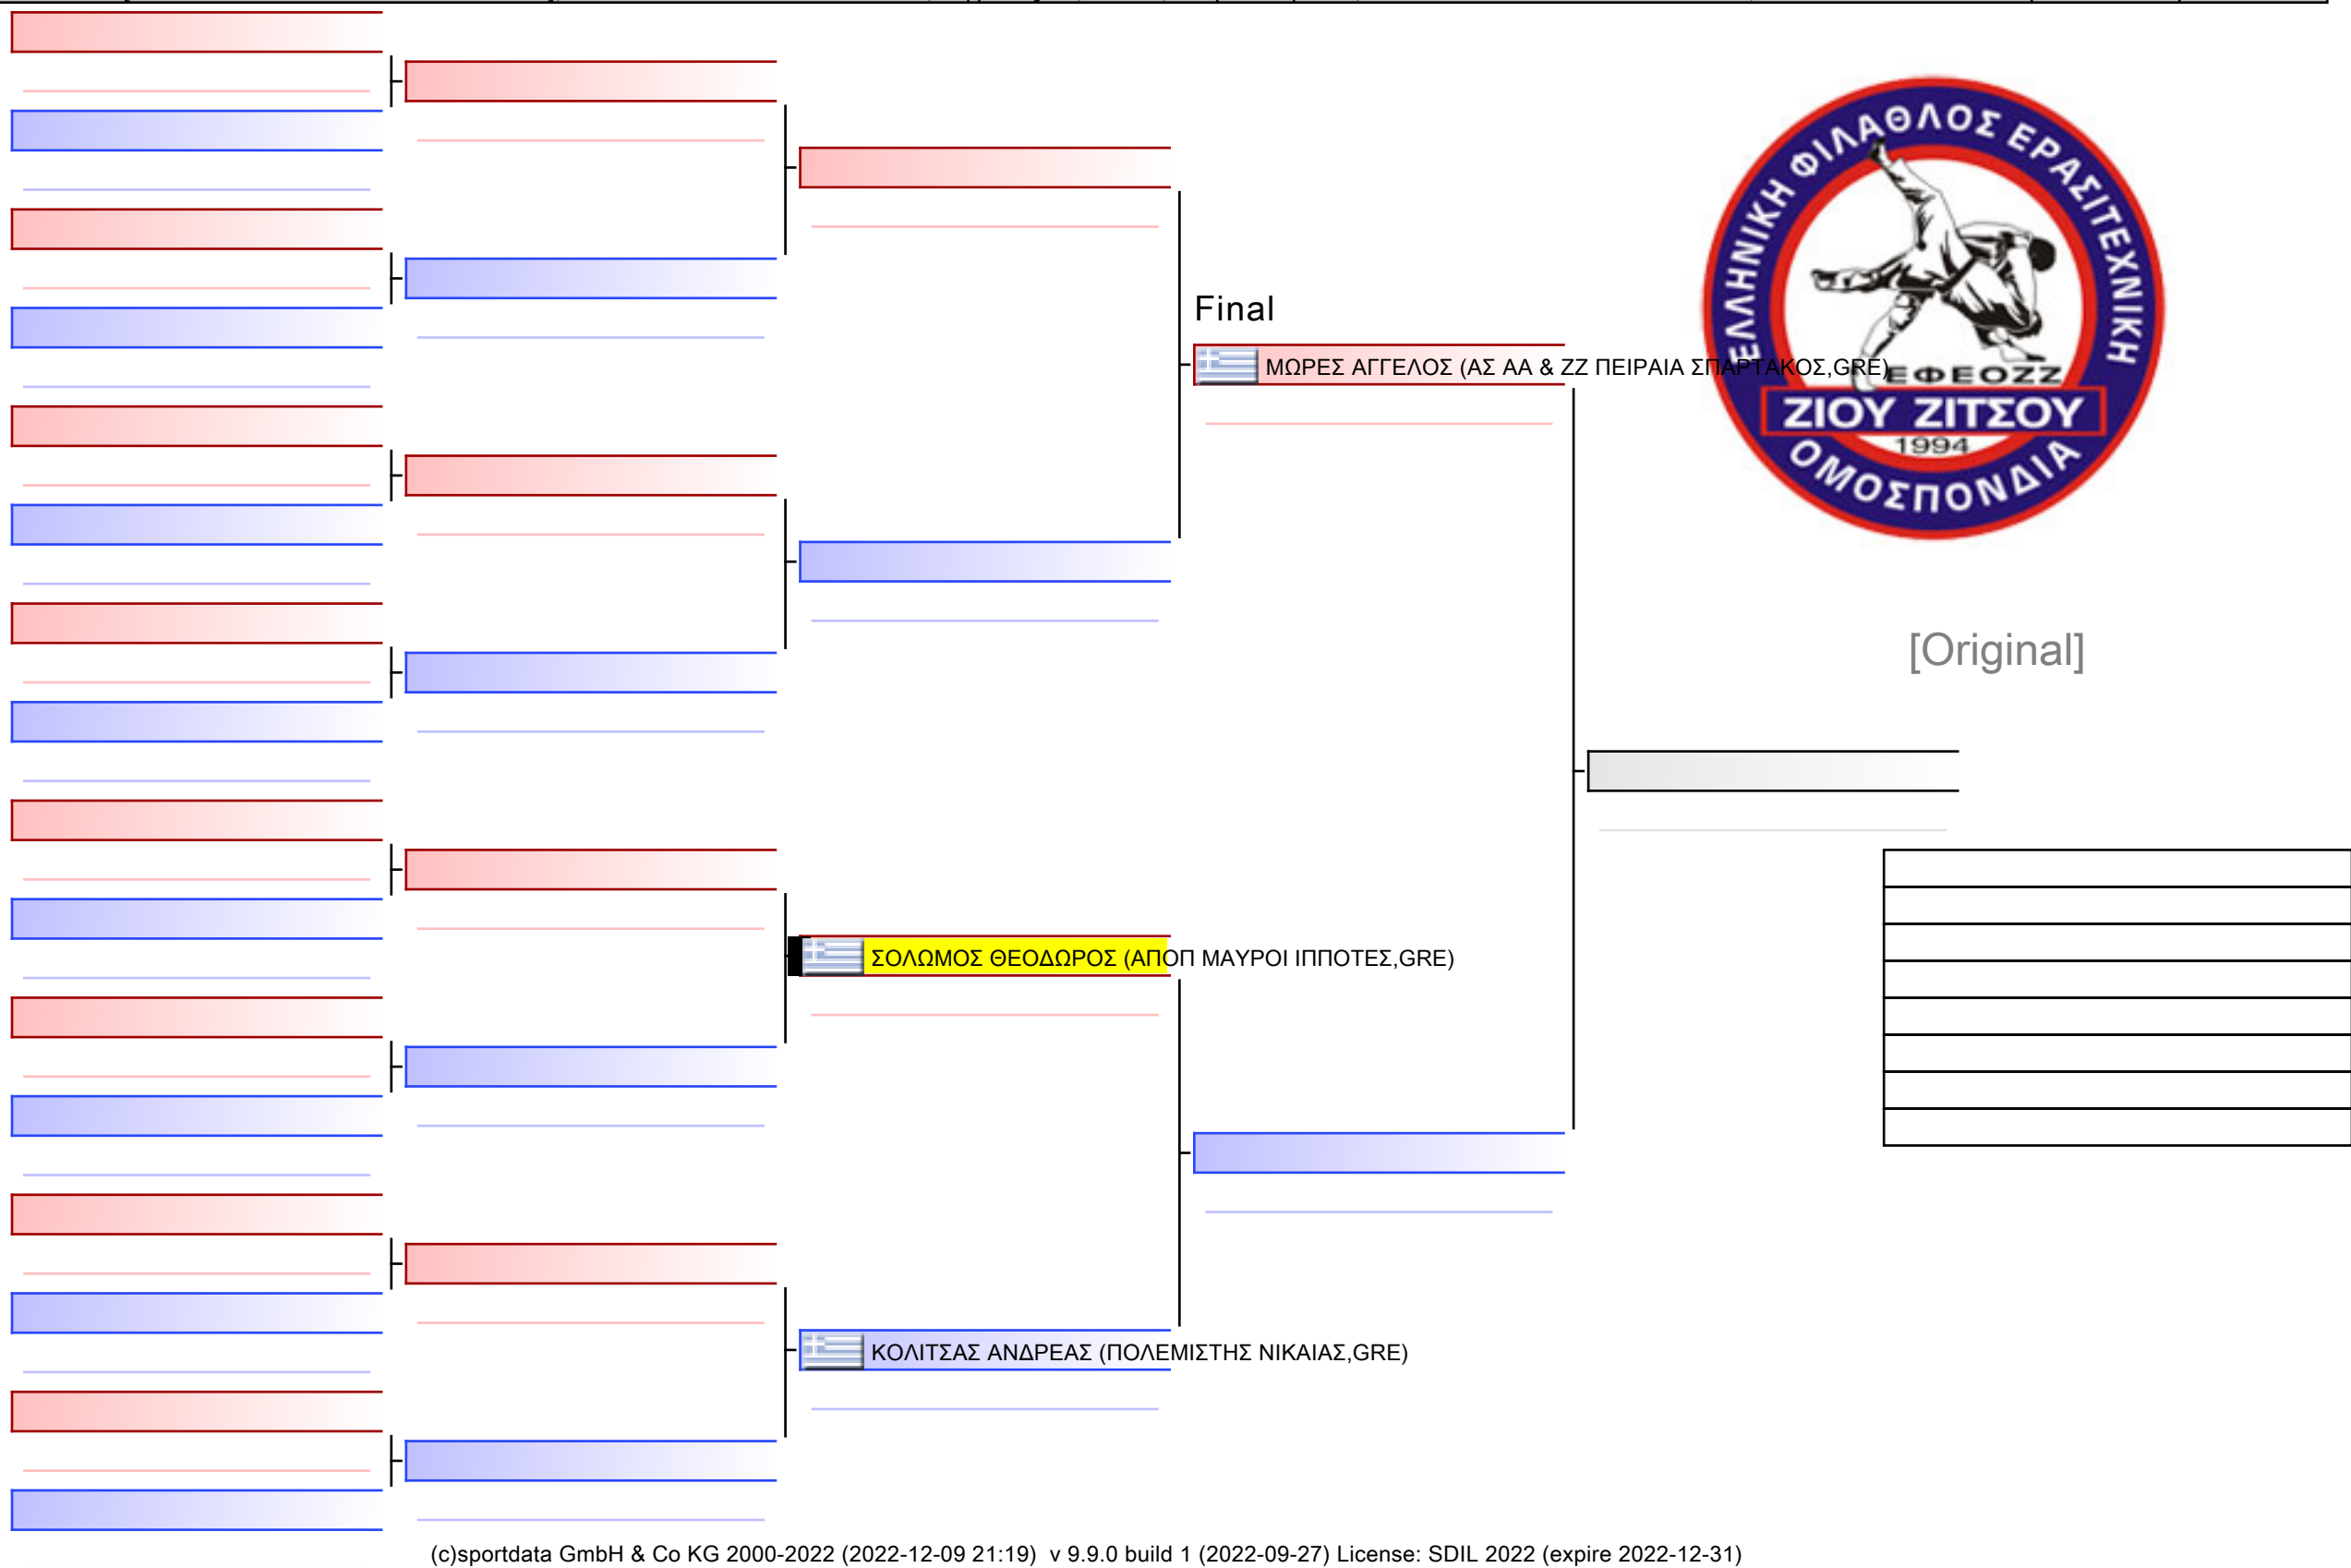 ΕΛΛΗΝΙΚΗ ΦΙΛΑΘΛΟΣ ΕΡΑΣΙΤΕΧΝΙΚΗ
Final
ΜΩΡΕΣ ΑΓΓΕΛΟΣ (ΑΣ ΑΑ & ΖΖ ΠΕΙΡΑΙΑ ΣΠΑΡΤΑΚΟΣ,GRE)
ΕΦΕΟΖΖ
ΖΙΟΥ ΖΙΤΣΟΥ
1994
ΟΜΟΣΠΟΝΔΙΑ
[Original]
ΣΟΛΩΜΟΣ ΘΕΟΔΩΡΟΣ (ΑΠΟΠ ΜΑΥΡΟΙ ΙΠΠΟΤΕΣ,GRE)
ΚΟΛΙΤΣΑΣ ΑΝΔΡΕΑΣ (ΠΟΛΕΜΙΣΤΗΣ ΝΙΚΑΙΑΣ,GRE)
(c)sportdata GmbH & Co KG 2000-2022 (2022-12-09 21:19) v 9.9.0 build 1 (2022-09-27) License: SDIL 2022 (expire 2022-12-31)